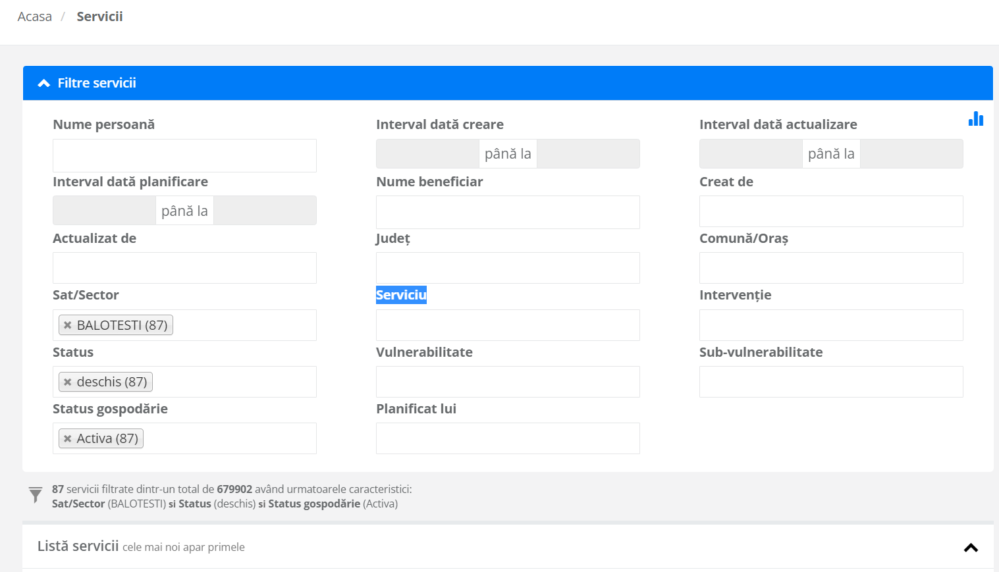 Acasa / Servicii
Filtre servicii
Nume persoană
Interval dată creare
Interval dată actualizare
până la
până la
Interval dată planificare
Nume beneficiar
Creat de
până la
Actualizat de
Județ
Comună/Oraș
Sat/Sector
Serviciu
Intervenție
BALOTESTI (87)
Status
Vulnerabilitate
Sub-vulnerabilitate
deschis (87)
Status gospodărie
Planificat lui
Activa (87)
87 servicii filtrate dintr-un total de 679902 având urmatoarele caracteristici:
Sat/Sector (BALOTESTI) si Status (deschis) si Status gospodărie (Activa)
Listă servicii cele mai noi apar primele